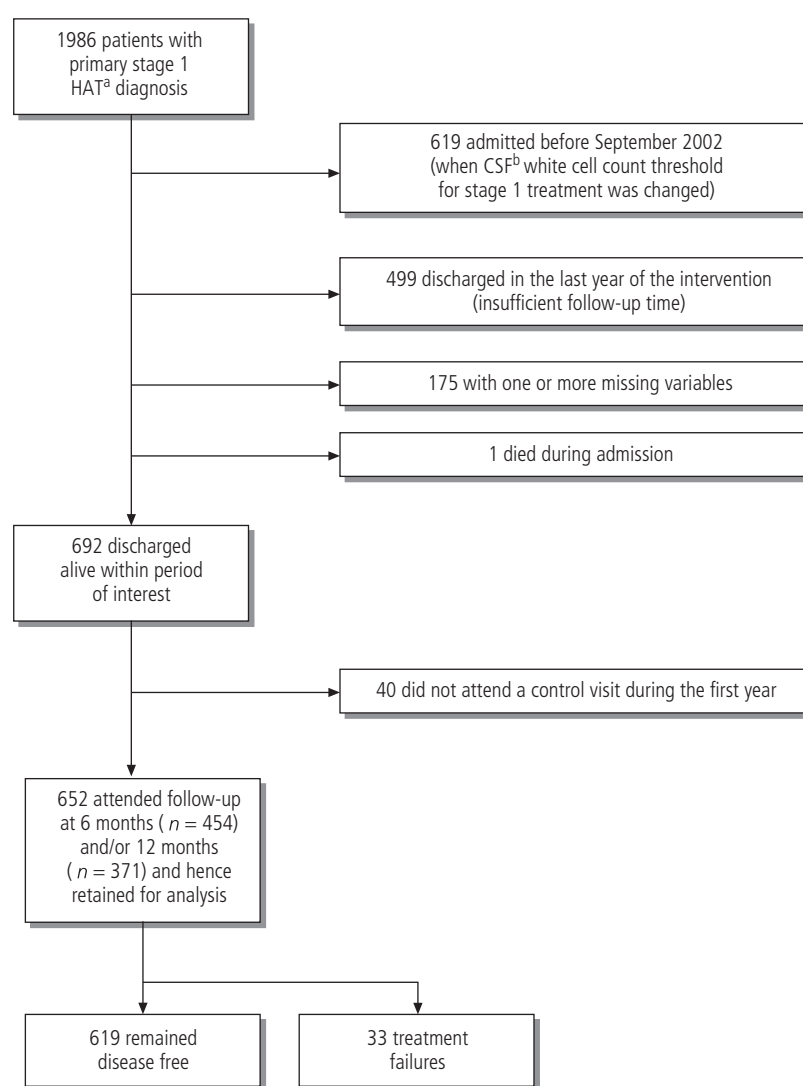 1986 patients with
primary stage 1
HATᵃ diagnosis
619 admitted before September 2002
(when CSFᵇ white cell count threshold
for stage 1 treatment was changed)
499 discharged in the last year of the intervention
(insufficient follow-up time)
175 with one or more missing variables
1 died during admission
692 discharged
alive within period
of interest
40 did not attend a control visit during the first year
652 attended follow-up
at 6 months ( n = 454)
and/or 12 months
( n = 371) and hence
retained for analysis
619 remained
disease free
33 treatment
failures